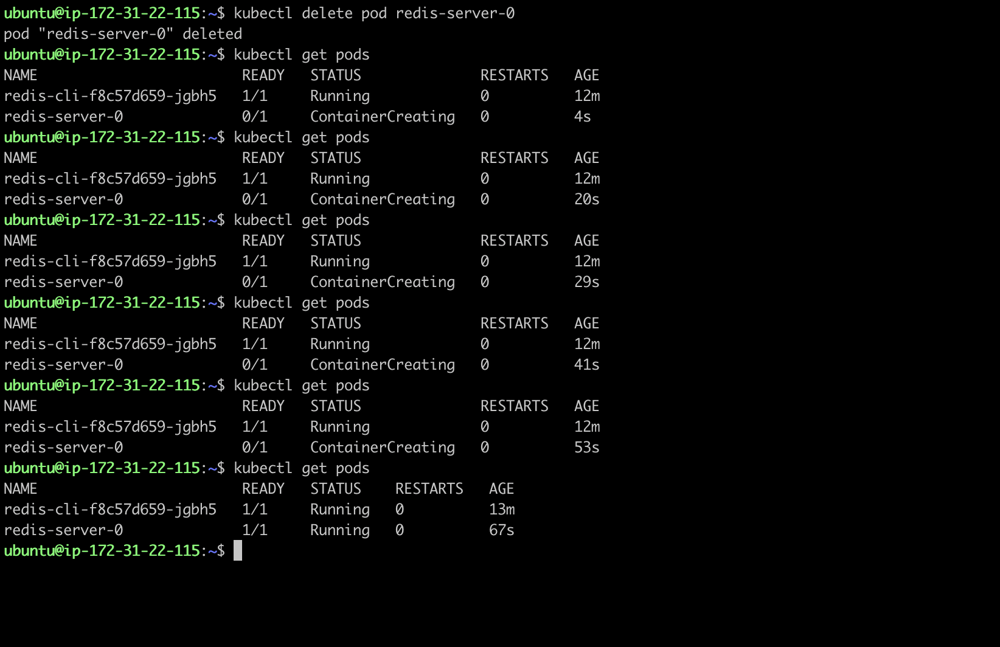 ubuntu@ip-172-31-22-115:~$ kubectl delete pod redis-server-0
pod "redis-server-0" deleted
ubuntu@ip-172-31-22-115:~$ kubectl get pods
NAME                        READY   STATUS              RESTARTS   AGE
redis-cli-f8c57d659-jgbh5   1/1     Running             0          12m
redis-server-0              0/1     ContainerCreating   0          4s
ubuntu@ip-172-31-22-115:~$ kubectl get pods
NAME                        READY   STATUS              RESTARTS   AGE
redis-cli-f8c57d659-jgbh5   1/1     Running             0          12m
redis-server-0              0/1     ContainerCreating   0          20s
ubuntu@ip-172-31-22-115:~$ kubectl get pods
NAME                        READY   STATUS              RESTARTS   AGE
redis-cli-f8c57d659-jgbh5   1/1     Running             0          12m
redis-server-0              0/1     ContainerCreating   0          29s
ubuntu@ip-172-31-22-115:~$ kubectl get pods
NAME                        READY   STATUS              RESTARTS   AGE
redis-cli-f8c57d659-jgbh5   1/1     Running             0          12m
redis-server-0              0/1     ContainerCreating   0          41s
ubuntu@ip-172-31-22-115:~$ kubectl get pods
NAME                        READY   STATUS              RESTARTS   AGE
redis-cli-f8c57d659-jgbh5   1/1     Running             0          12m
redis-server-0              0/1     ContainerCreating   0          53s
ubuntu@ip-172-31-22-115:~$ kubectl get pods
NAME                        READY   STATUS    RESTARTS   AGE
redis-cli-f8c57d659-jgbh5   1/1     Running   0          13m
redis-server-0              1/1     Running   0          67s
ubuntu@ip-172-31-22-115:~$